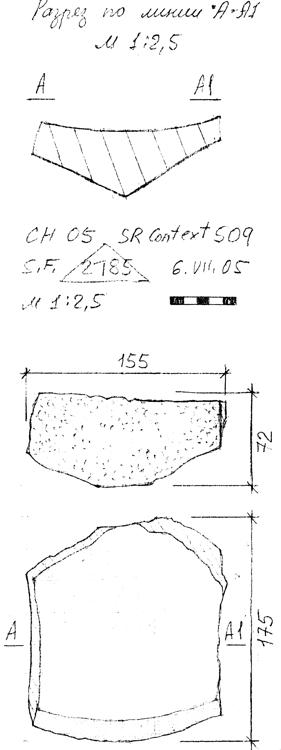 Разрез по линии "А-А1
М 1:2,5
А А1
CH 05 SR Context 509
S.F. 2785 6.VII.05
М 1:2,5
155
72
А А1
175